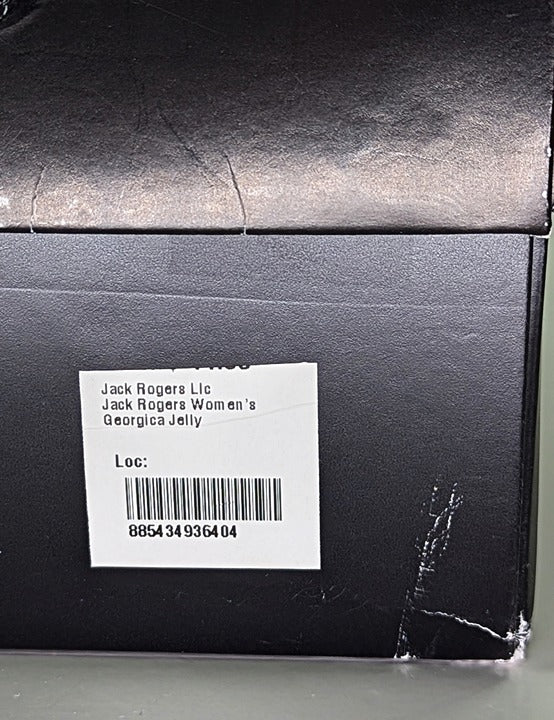 Jack Rogers Llc
Jack Rogers Women's
Georgica Jelly
Loc:
885434936404